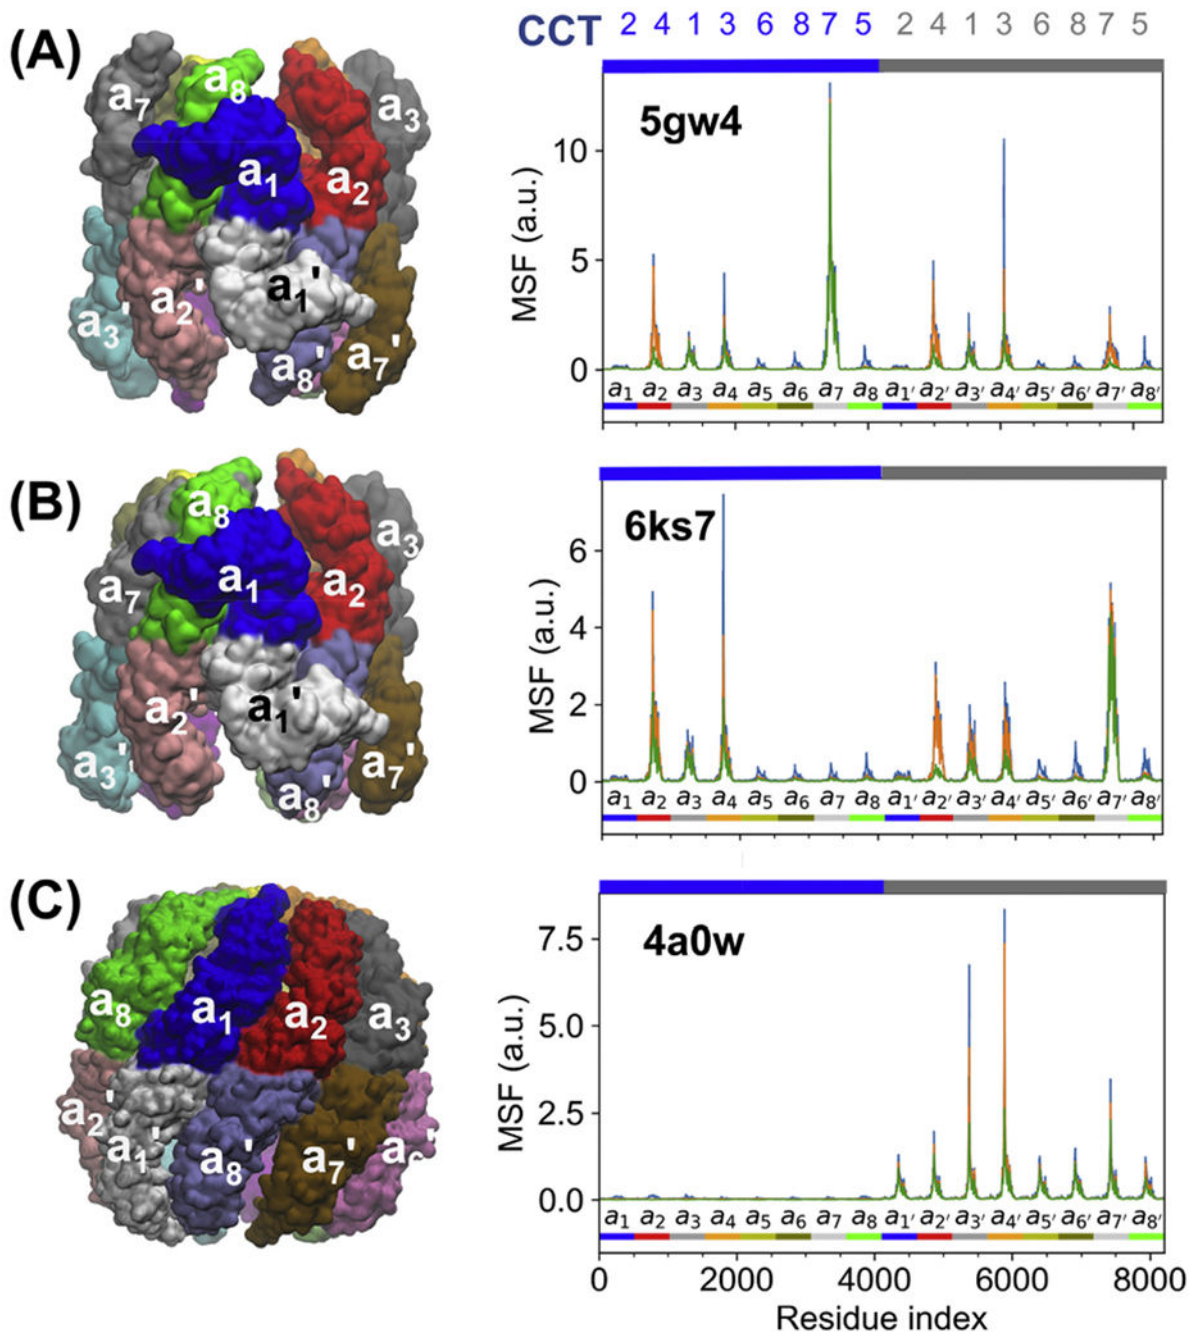 CCT 2 4 1 3 6 8 7 5 2 4 1 3 6 8 7 5
(A)
a7 a8 a1 a2 a3
a3' a2' a1' a8' a7'
5gw4
MSF (a.u.)
10
5
0
a1 a2 a3 a4 a5 a6 a7 a8 a1' a2' a3' a4' a5' a6' a7' a8'
(B)
a8 a7 a1 a2 a3
a3' a2' a1' a8' a7'
6ks7
MSF (a.u.)
6
4
2
0
a1 a2 a3 a4 a5 a6 a7 a8 a1' a2' a3' a4' a5' a6' a7' a8'
(C)
a8 a1 a2 a3
a2' a1' a8' a7'
4a0w
MSF (a.u.)
7.5
5.0
2.5
0.0
a1 a2 a3 a4 a5 a6 a7 a8 a1' a2' a3' a4' a5' a6' a7' a8'
0 2000 4000 6000 8000
Residue index